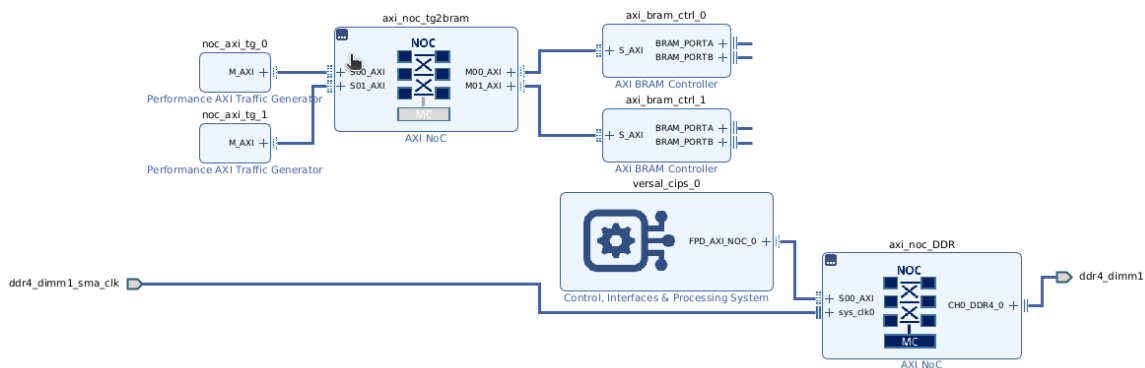 axi_noc_tg2bram
noc_axi_tg_0
M_AXI
Performance AXI Traffic Generator
noc_axi_tg_1
M_AXI
Performance AXI Traffic Generator
NOC
S00_AXI
S01_AXI
M00_AXI
M01_AXI
MC
AXI NoC
axi_bram_ctrl_0
S_AXI
BRAM_PORTA
BRAM_PORTB
AXI BRAM Controller
axi_bram_ctrl_1
S_AXI
BRAM_PORTA
BRAM_PORTB
AXI BRAM Controller
versal_cips_0
FPD_AXI_NOC_0
Control, Interfaces & Processing System
ddr4_dimm1_sma_clk
axi_noc_DDR
NOC
S00_AXI
sys_clk0
CH0_DDR4_0
MC
AXI NoC
ddr4_dimm1